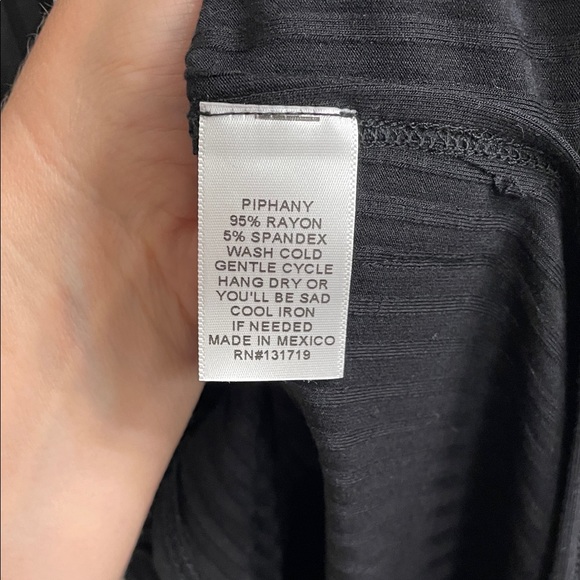 PIPHANY
95% RAYON
5% SPANDEX
WASH COLD
GENTLE CYCLE
HANG DRY OR
YOU'LL BE SAD
COOL IRON
IF NEEDED
MADE IN MEXICO
RN#131719